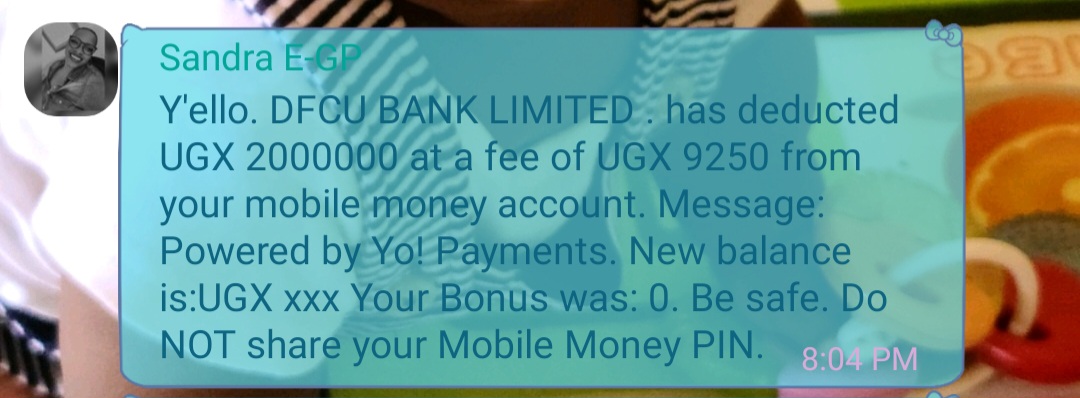 Sandra E-GP
Y'ello. DFCU BANK LIMITED . has deducted
UGX 2000000 at a fee of UGX 9250 from
your mobile money account. Message:
Powered by Yo! Payments. New balance
is:UGX xxx Your Bonus was: 0. Be safe. Do
NOT share your Mobile Money PIN.
8:04 PM